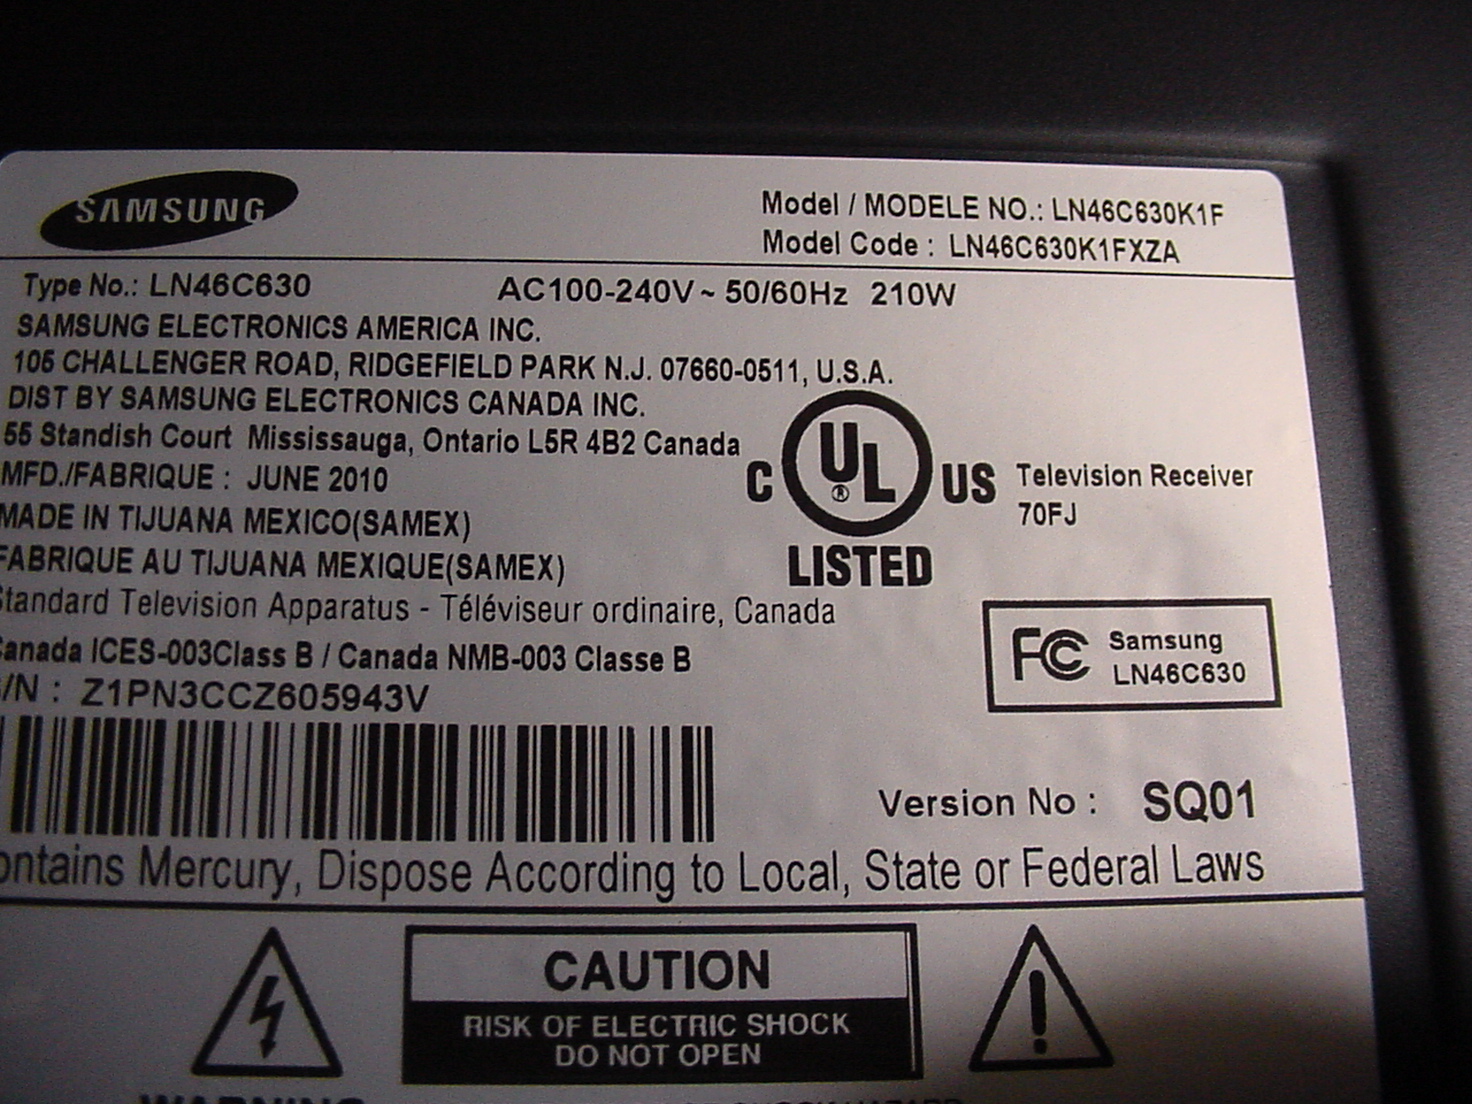 SAMSUNG
Model / MODELE NO.: LN46C630K1F
Model Code : LN46C630K1FXZA
Type No.: LN46C630 AC100-240V ~ 50/60Hz 210W
SAMSUNG ELECTRONICS AMERICA INC.
105 CHALLENGER ROAD, RIDGEFIELD PARK N.J. 07660-0511, U.S.A.
DIST BY SAMSUNG ELECTRONICS CANADA INC.
55 Standish Court Mississauga, Ontario L5R 4B2 Canada
MFD./FABRIQUE : JUNE 2010
MADE IN TIJUANA MEXICO(SAMEX)
FABRIQUE AU TIJUANA MEXIQUE(SAMEX)
Standard Television Apparatus - Téléviseur ordinaire, Canada
Canada ICES-003Class B / Canada NMB-003 Classe B
/N : Z1PN3CCZ605943V
C UL ® US
LISTED
Television Receiver
70FJ
FC Samsung
LN46C630
Version No : SQ01
ontains Mercury, Dispose According to Local, State or Federal Laws
CAUTION
RISK OF ELECTRIC SHOCK
DO NOT OPEN
WARNING